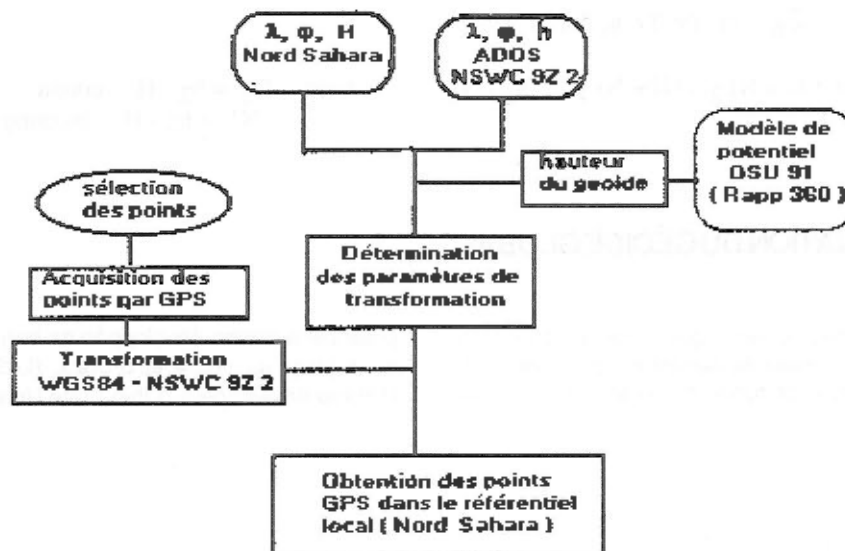 λ, φ, H
Nord Sahara
λ, φ, h
ADOS
NSWC 9Z 2
Modèle de
potentiel
OSU 91
( Rapp 360 )
hauteur
du geoide
sélection
des points
Détermination
des paramètres de
transformation
Acquisition des
points par GPS
Transformation
WGS84 - NSWC 9Z 2
Obtention des points
GPS dans le référentiel
local ( Nord Sahara )